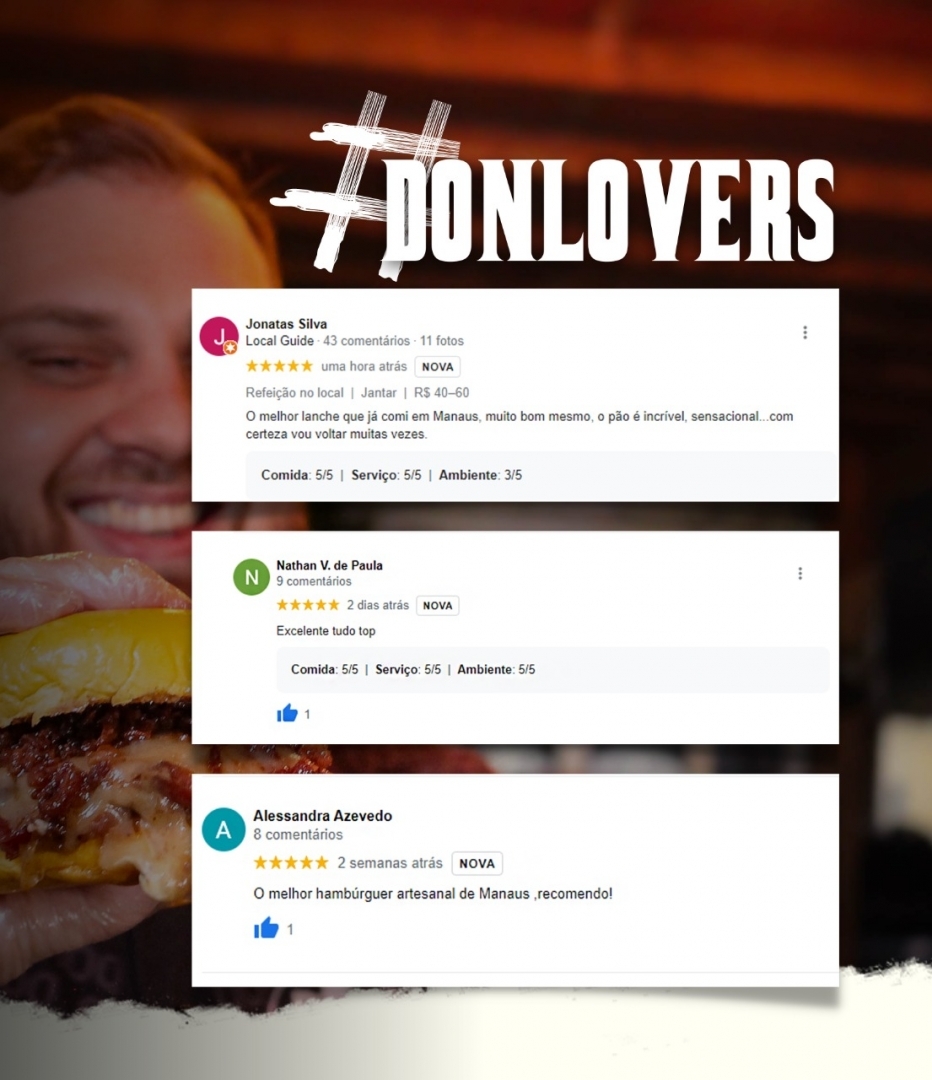 #DONLOVERS
J
Jonatas Silva
Local Guide · 43 comentários · 11 fotos
uma hora atrás NOVA
Refeição no local | Jantar | R$ 40–60
O melhor lanche que já comi em Manaus, muito bom mesmo, o pão é incrível, sensacional...com
certeza vou voltar muitas vezes.
Comida: 5/5 | Serviço: 5/5 | Ambiente: 3/5
N
Nathan V. de Paula
9 comentários
2 dias atrás NOVA
Excelente tudo top
Comida: 5/5 | Serviço: 5/5 | Ambiente: 5/5
1
A
Alessandra Azevedo
8 comentários
2 semanas atrás NOVA
O melhor hambúrguer artesanal de Manaus ,recomendo!
1